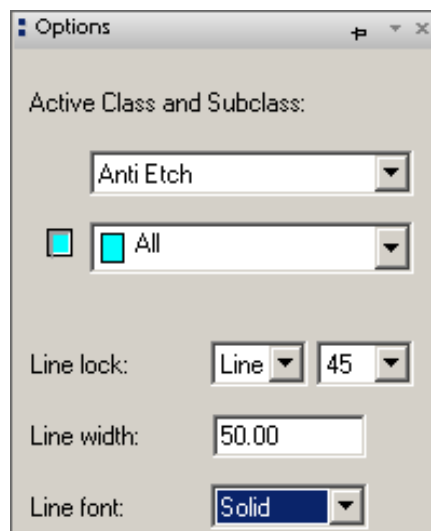 Options
Active Class and Subclass:
Anti Etch
All
Line lock: Line 45
Line width: 50.00
Line font: Solid